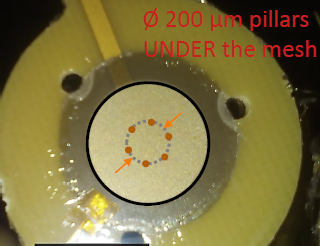 Ø 200 µm pillars
UNDER the mesh